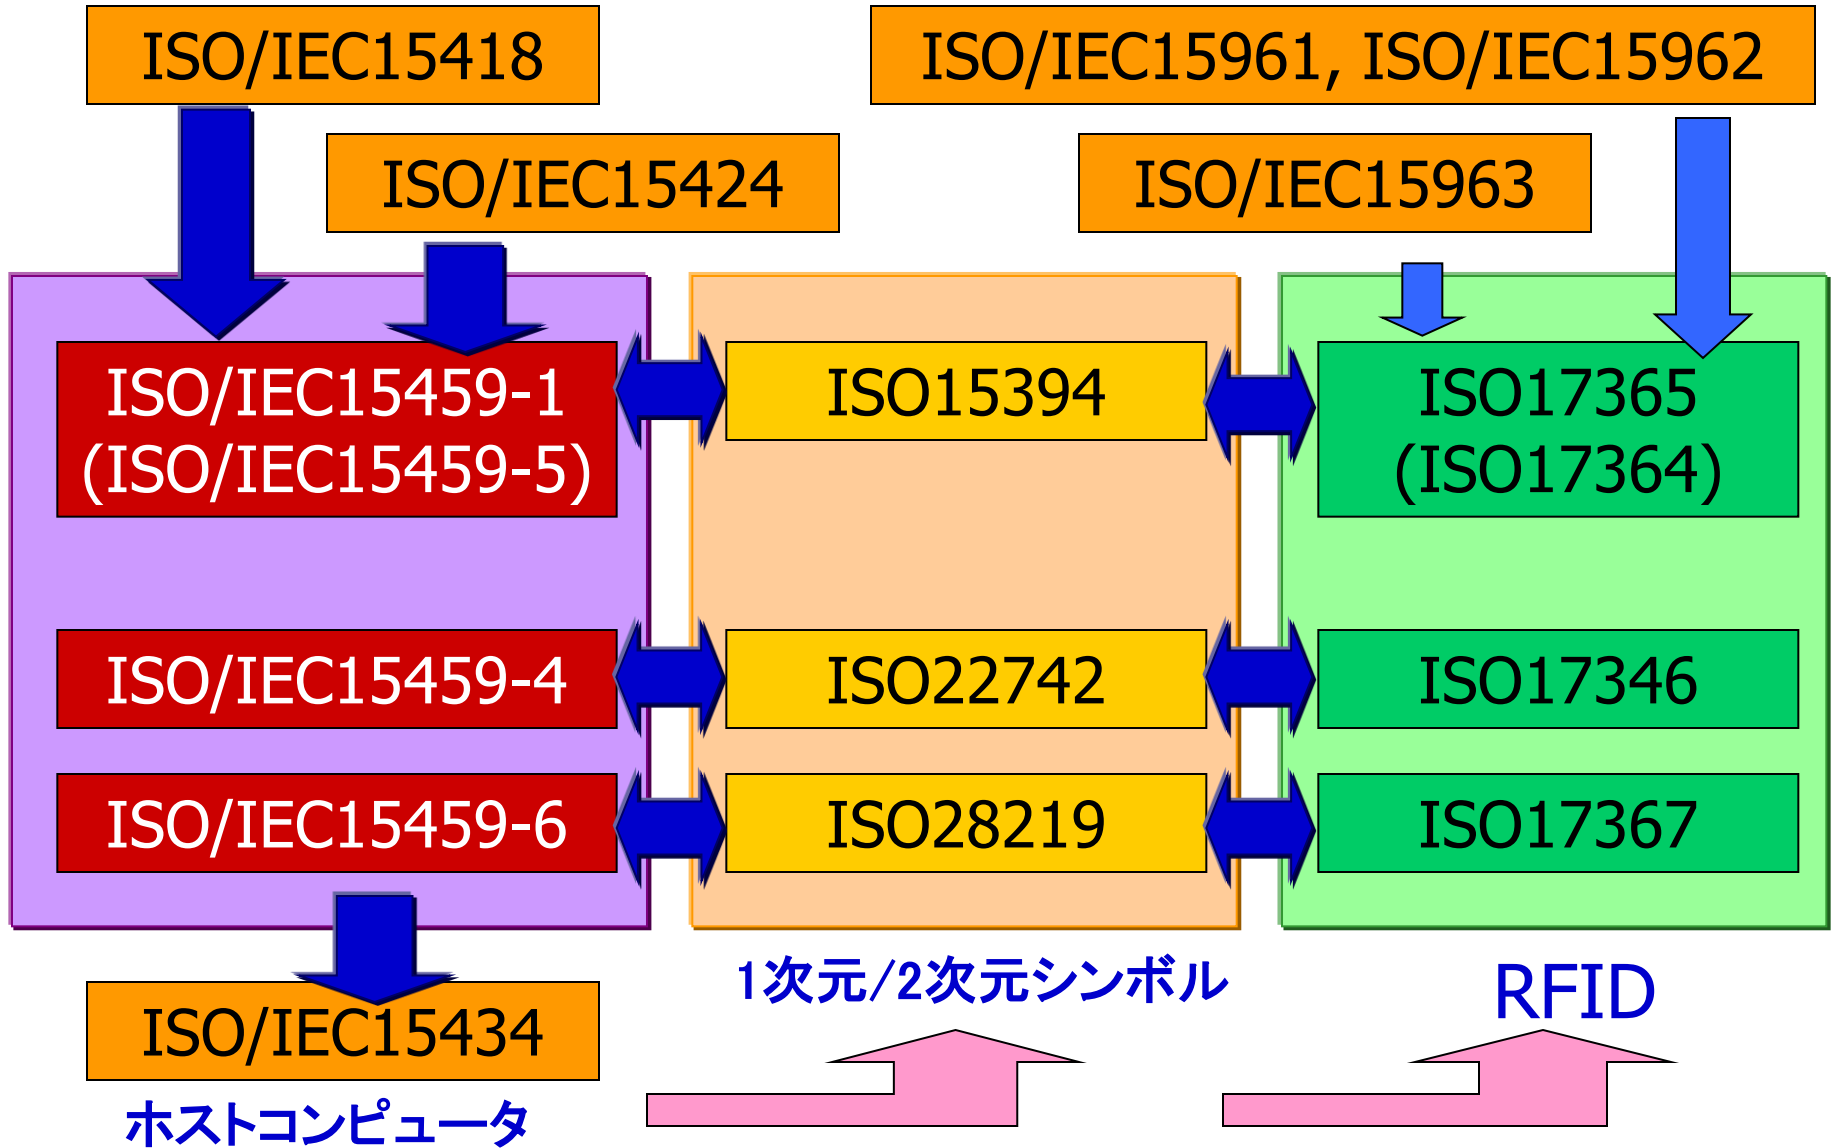 ISO/IEC15418
ISO/IEC15961, ISO/IEC15962
ISO/IEC15424
ISO/IEC15963
ISO/IEC15459-1
(ISO/IEC15459-5)
ISO15394
ISO17365
(ISO17364)
ISO/IEC15459-4
ISO22742
ISO17346
ISO/IEC15459-6
ISO28219
ISO17367
1次元/2次元シンボル
RFID
ISO/IEC15434
ホストコンピュータ